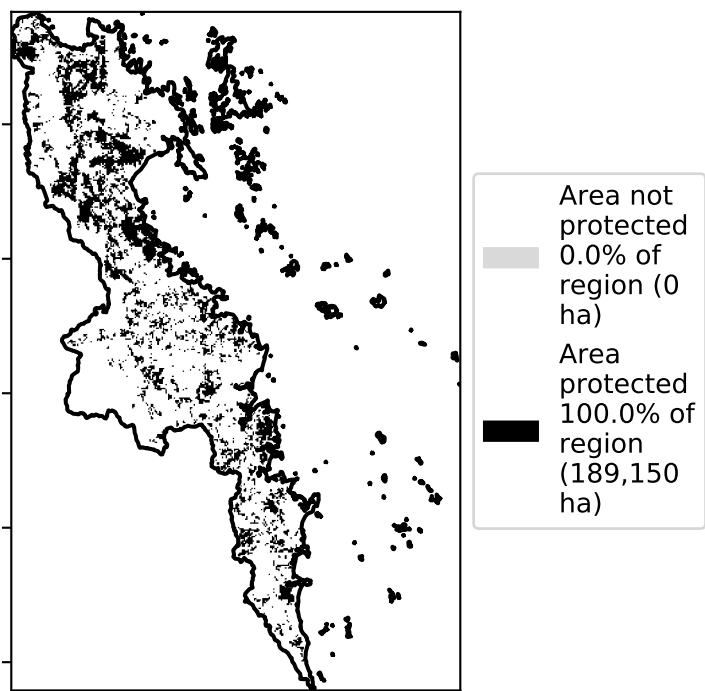 Area not
protected
0.0% of
region (0
ha)
Area
protected
100.0% of
region
(189,150
ha)